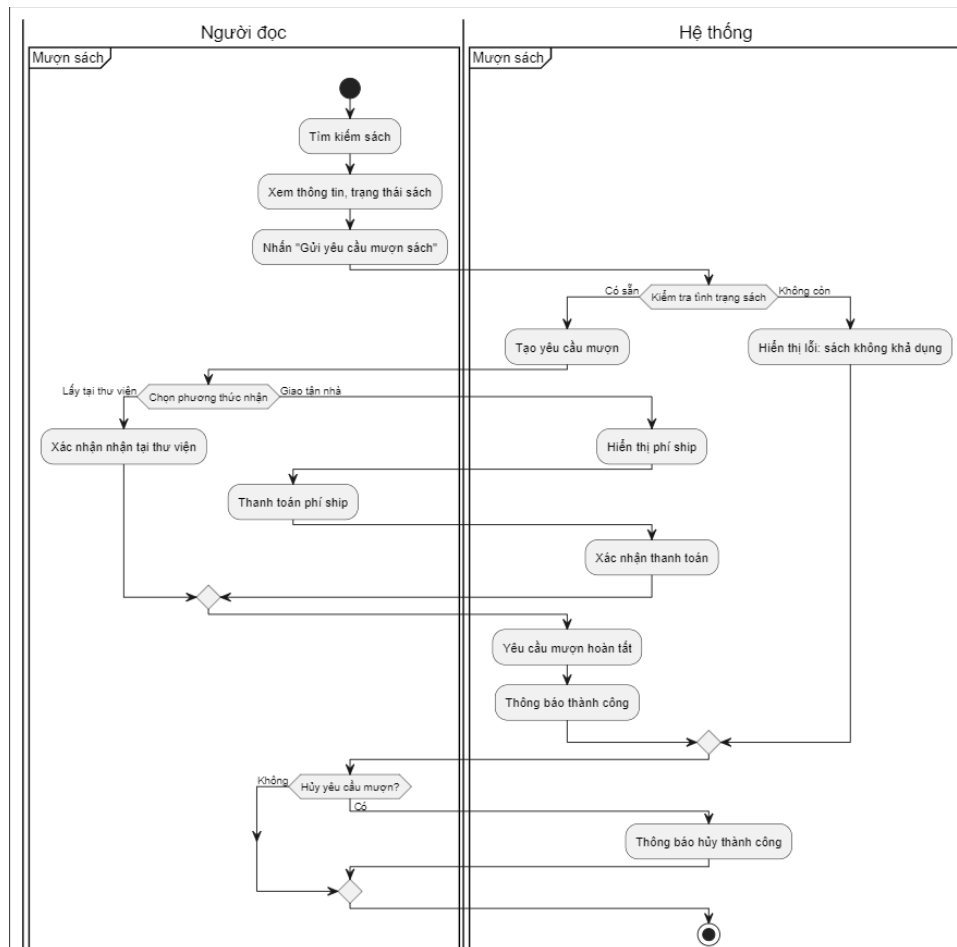 Người đọc
Hệ thống
Mượn sách
Mượn sách
Tìm kiếm sách
Xem thông tin, trạng thái sách
Nhấn "Gửi yêu cầu mượn sách"
Có sẵn
Kiểm tra tình trạng sách
Không còn
Tạo yêu cầu mượn
Hiển thị lỗi: sách không khả dụng
Lấy tại thư viện
Chọn phương thức nhận
Giao tận nhà
Xác nhận nhận tại thư viện
Hiển thị phí ship
Thanh toán phí ship
Xác nhận thanh toán
Yêu cầu mượn hoàn tất
Thông báo thành công
Không
Hủy yêu cầu mượn?
Có
Thông báo hủy thành công